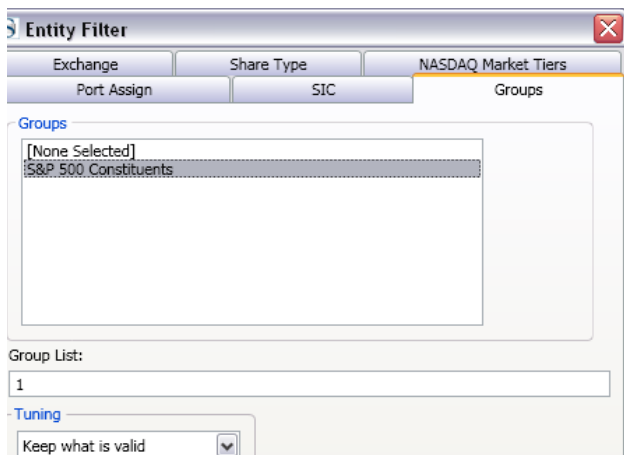 Entity Filter
Exchange Share Type NASDAQ Market Tiers
Port Assign SIC Groups
Groups
[None Selected]
S&P 500 Constituents
Group List:
1
Tuning
Keep what is valid